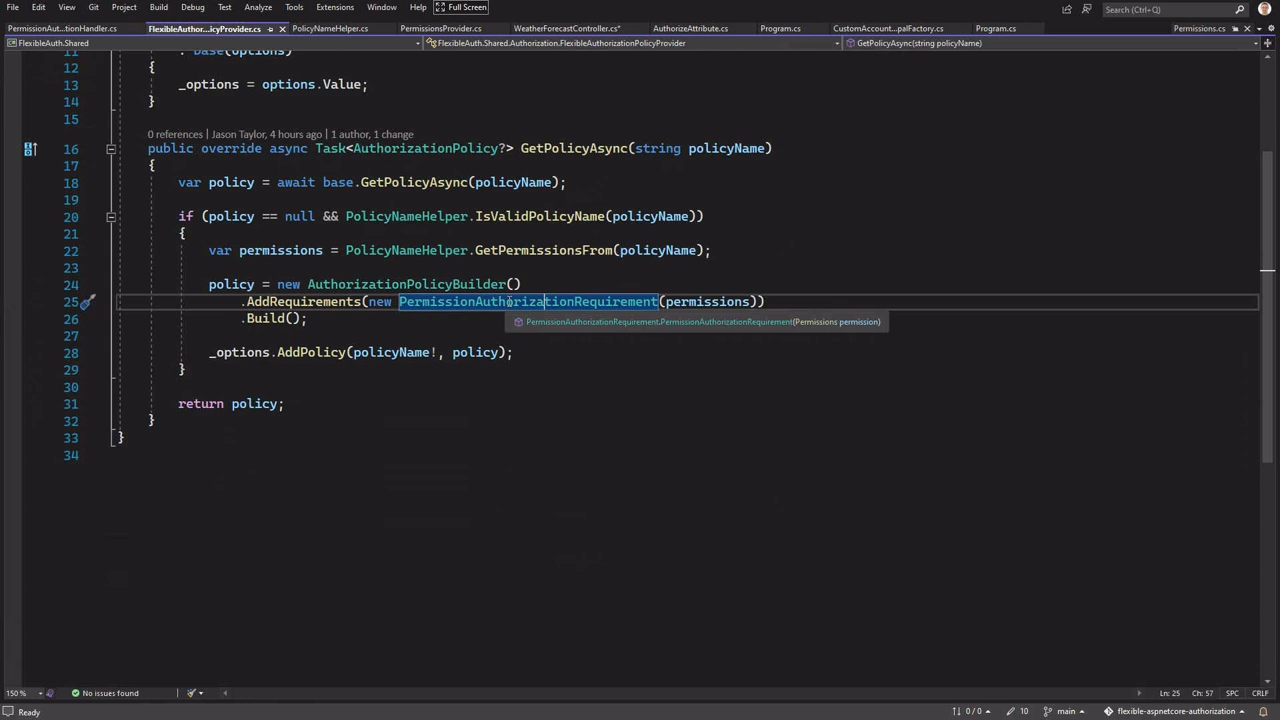 File Edit View Git Project Build Debug Test Analyze Tools Extensions Window Help Full Screen Search (Ctrl+Q)
PermissionAut...tionHandler.cs FlexibleAuthor...icyProvider.cs PolicyNameHelper.cs PermissionsProvider.cs WeatherForecastController.cs* AuthorizeAttribute.cs Program.cs CustomAccount...palFactory.cs Program.cs Permissions.cs
FlexibleAuth.Shared FlexibleAuth.Shared.Authorization.FlexibleAuthorizationPolicyProvider GetPolicyAsync(string policyName)
11 : base(options)
12 {
13 _options = options.Value;
14 }
15
0 references | Jason Taylor, 4 hours ago | 1 author, 1 change
16 public override async Task<AuthorizationPolicy?> GetPolicyAsync(string policyName)
17 {
18 var policy = await base.GetPolicyAsync(policyName);
19
20 if (policy == null && PolicyNameHelper.IsValidPolicyName(policyName))
21 {
22 var permissions = PolicyNameHelper.GetPermissionsFrom(policyName);
23
24 policy = new AuthorizationPolicyBuilder()
25 .AddRequirements(new PermissionAuthorizationRequirement(permissions))
PermissionAuthorizationRequirement.PermissionAuthorizationRequirement(Permissions permission)
26 .Build();
27
28 _options.AddPolicy(policyName!, policy);
29 }
30
31 return policy;
32 }
33 }
34
150 % No issues found Ln: 25 Ch: 57 SPC CRLF
Ready 0 / 0 10 main flexible-aspnetcore-authorization